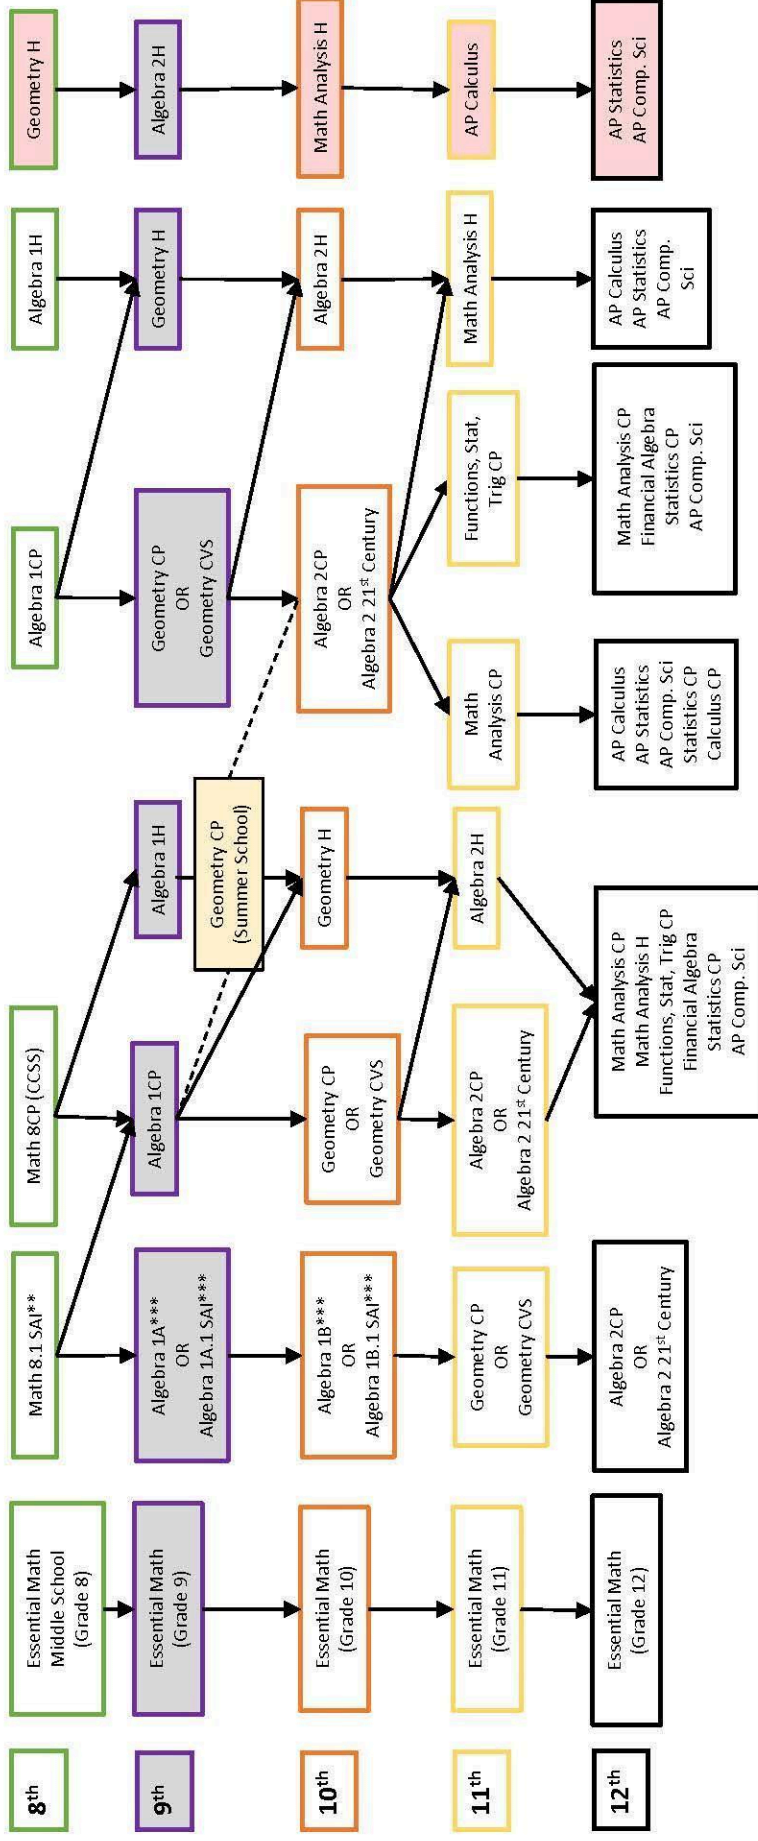 8th
Essential Math
Middle School
(Grade 8)
Math 8.1 SAI**
Math 8CP (CCSS)
Algebra 1CP
Algebra 1H
Geometry H
9th
Essential Math
(Grade 9)
Algebra 1A***
OR
Algebra 1A.1 SAI***
Algebra 1CP
Algebra 1H
Geometry CP
OR
Geometry CVS
Geometry H
Algebra 2H
Geometry CP
(Summer School)
10th
Essential Math
(Grade 10)
Algebra 1B***
OR
Algebra 1B.1 SAI***
Geometry CP
OR
Geometry CVS
Geometry H
Algebra 2CP
OR
Algebra 2 21st Century
Algebra 2H
Math Analysis H
11th
Essential Math
(Grade 11)
Geometry CP
OR
Geometry CVS
Algebra 2CP
OR
Algebra 2 21st Century
Algebra 2H
Math
Analysis CP
Functions, Stat,
Trig CP
Math Analysis H
AP Calculus
12th
Essential Math
(Grade 12)
Algebra 2CP
OR
Algebra 2 21st Century
Math Analysis CP
Math Analysis H
Functions, Stat, Trig CP
Financial Algebra
Statistics CP
AP Comp. Sci
AP Calculus
AP Statistics
AP Comp. Sci
Statistics CP
Calculus CP
Math Analysis CP
Financial Algebra
Statistics CP
AP Comp. Sci
AP Calculus
AP Statistics
AP Comp.
Sci
AP Statistics
AP Comp. Sci